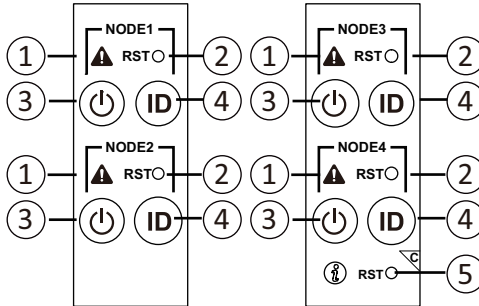 NODE1
1 RST 2
3 ID 4
NODE2
1 RST 2
3 ID 4
NODE3
1 RST 2
3 ID 4
NODE4
1 RST 2
3 ID 4
C
i RST 5